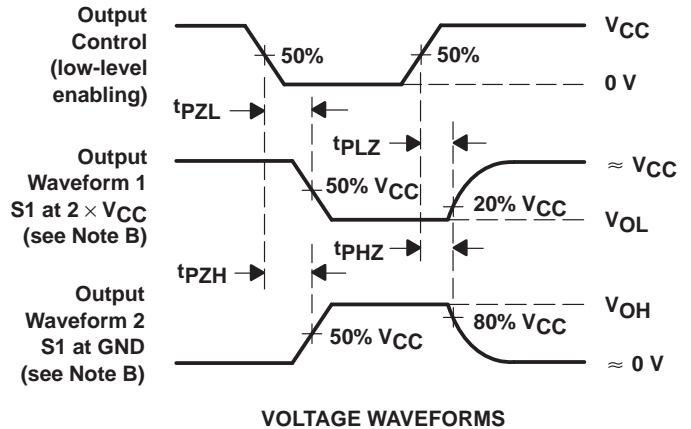 Output
Control
(low-level
enabling)
50%
50%
VCC
0 V
tPZL
tPLZ
Output
Waveform 1
S1 at 2 × VCC
(see Note B)
50% VCC
20% VCC
≈ VCC
VOL
tPZH
tPHZ
Output
Waveform 2
S1 at GND
(see Note B)
50% VCC
80% VCC
VOH
≈ 0 V
VOLTAGE WAVEFORMS